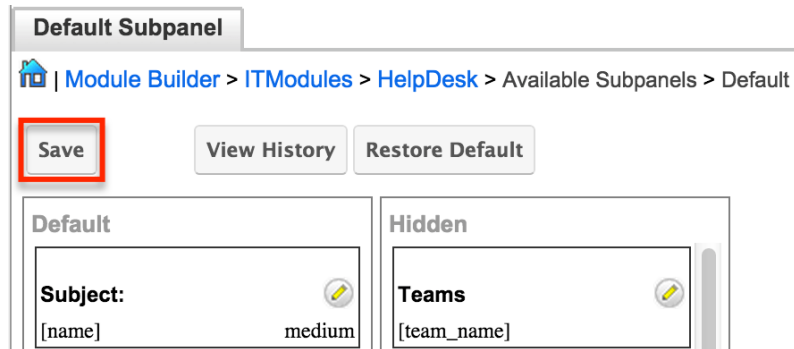 Default Subpanel
| Module Builder > ITModules > HelpDesk > Available Subpanels > Default
Save View History Restore Default
Default Hidden
Subject: Teams
[name] medium [team_name]